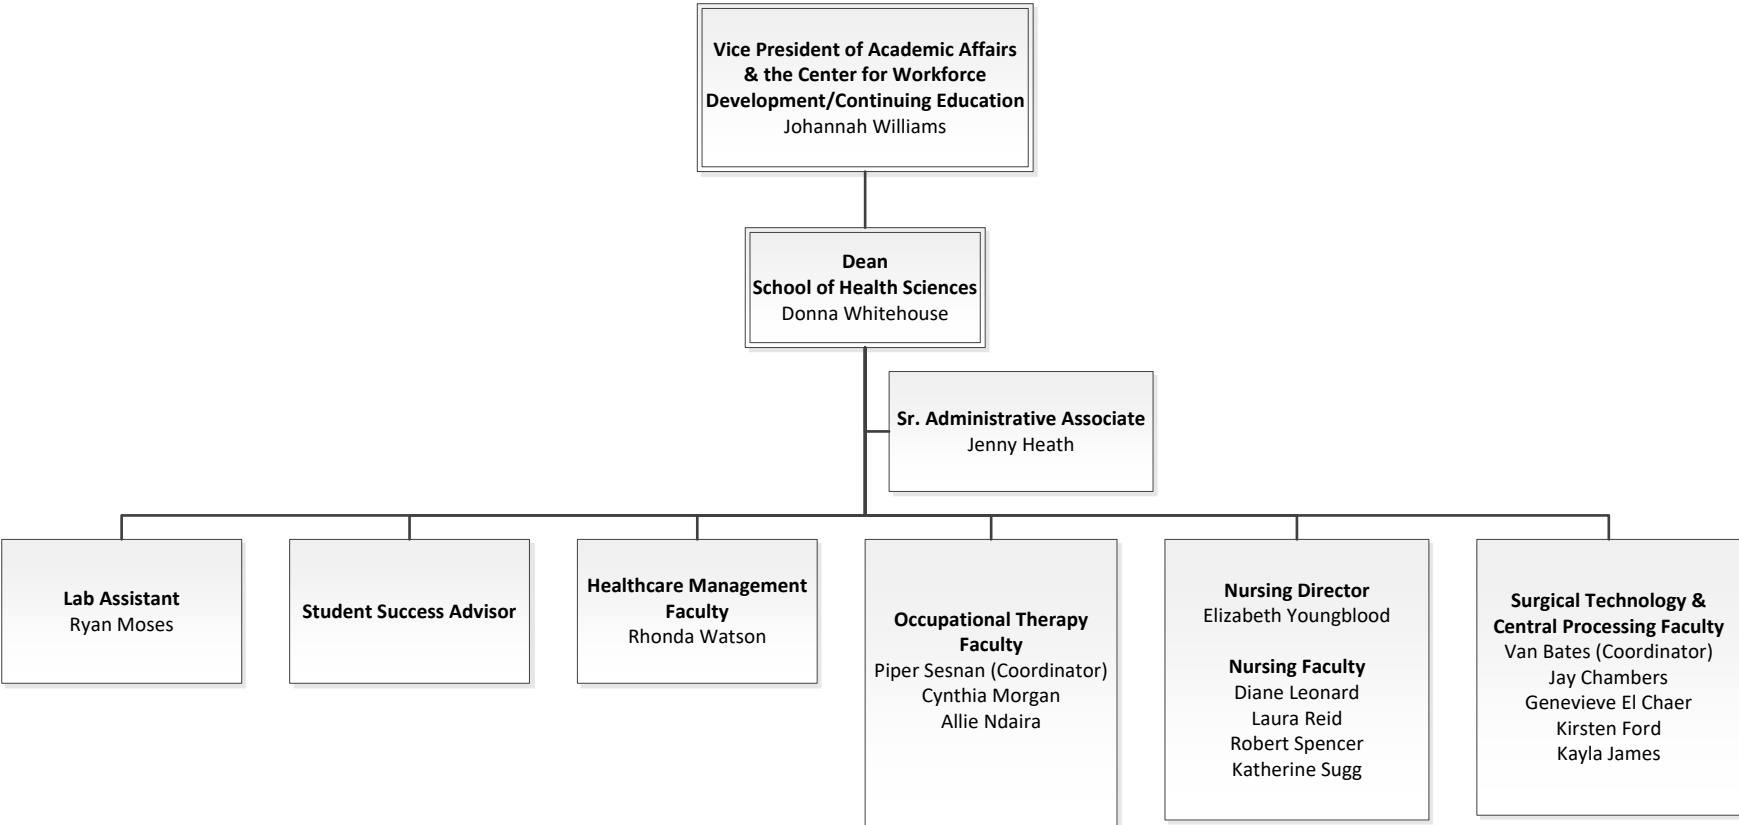 Vice President of Academic Affairs
& the Center for Workforce
Development/Continuing Education
Johannah Williams
Dean
School of Health Sciences
Donna Whitehouse
Sr. Administrative Associate
Jenny Heath
Lab Assistant
Ryan Moses
Student Success Advisor
Healthcare Management
Faculty
Rhonda Watson
Occupational Therapy
Faculty
Piper Sesnan (Coordinator)
Cynthia Morgan
Allie Ndaira
Nursing Director
Elizabeth Youngblood
Nursing Faculty
Diane Leonard
Laura Reid
Robert Spencer
Katherine Sugg
Surgical Technology &
Central Processing Faculty
Van Bates (Coordinator)
Jay Chambers
Genevieve El Chaer
Kirsten Ford
Kayla James